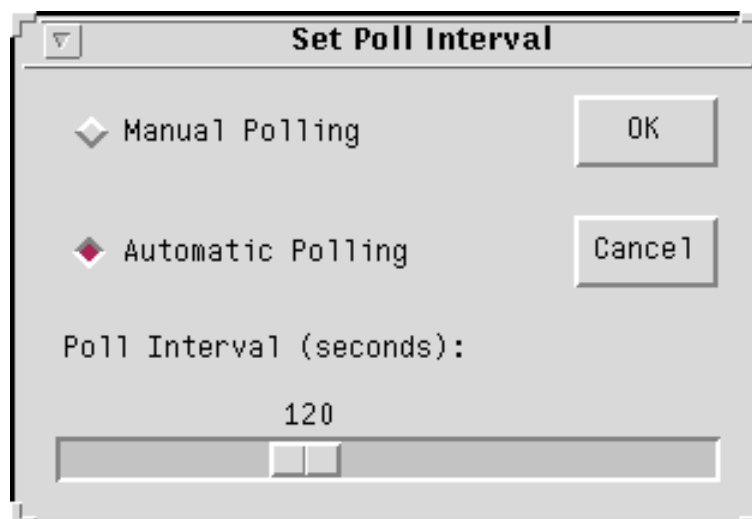 Set Poll Interval
Manual Polling
OK
Automatic Polling
Cancel
Poll Interval (seconds):
120